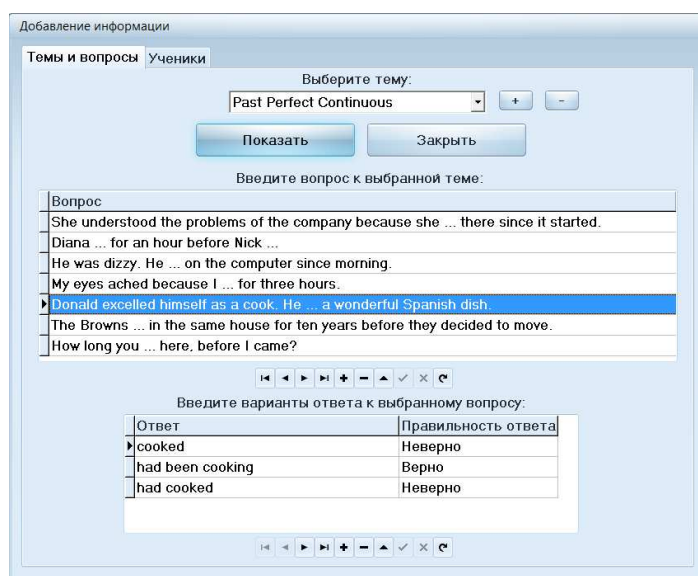 Добавление информации
Темы и вопросы Ученики
Выберите тему:
Past Perfect Continuous + -
Показать Закрыть
Введите вопрос к выбранной теме:
Вопрос
She understood the problems of the company because she ... there since it started.
Diana ... for an hour before Nick ...
He was dizzy. He ... on the computer since morning.
My eyes ached because I ... for three hours.
Donald excelled himself as a cook. He ... a wonderful Spanish dish.
The Browns ... in the same house for ten years before they decided to move.
How long you ... here, before I came?
Введите варианты ответа к выбранному вопросу:
Ответ Правильность ответа
cooked Неверно
had been cooking Верно
had cooked Неверно